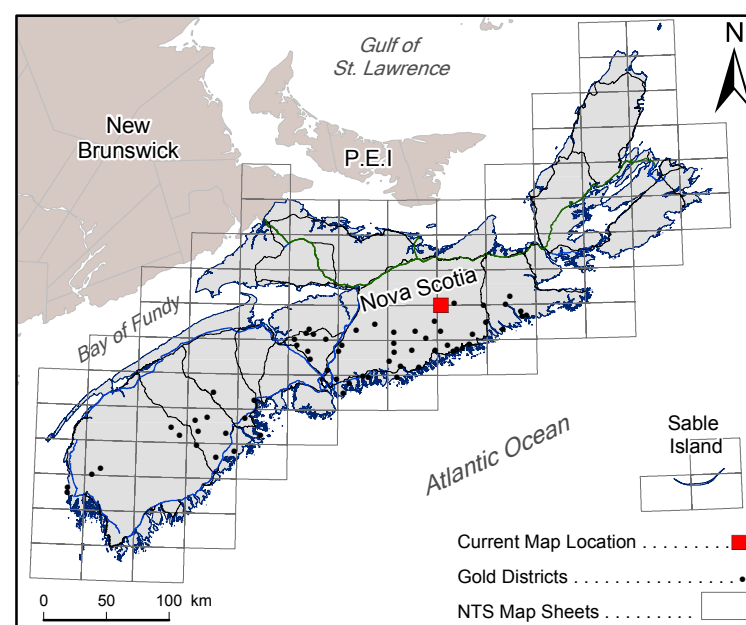 N
Gulf of
St. Lawrence
New
Brunswick
P.E.I
Nova Scotia
Bay of Fundy
Sable
Island
Atlantic Ocean
Current Map Location . . . . . . . . .
Gold Districts . . . . . . . . . . . . . . . .
NTS Map Sheets . . . . . . . . .
0 50 100 km